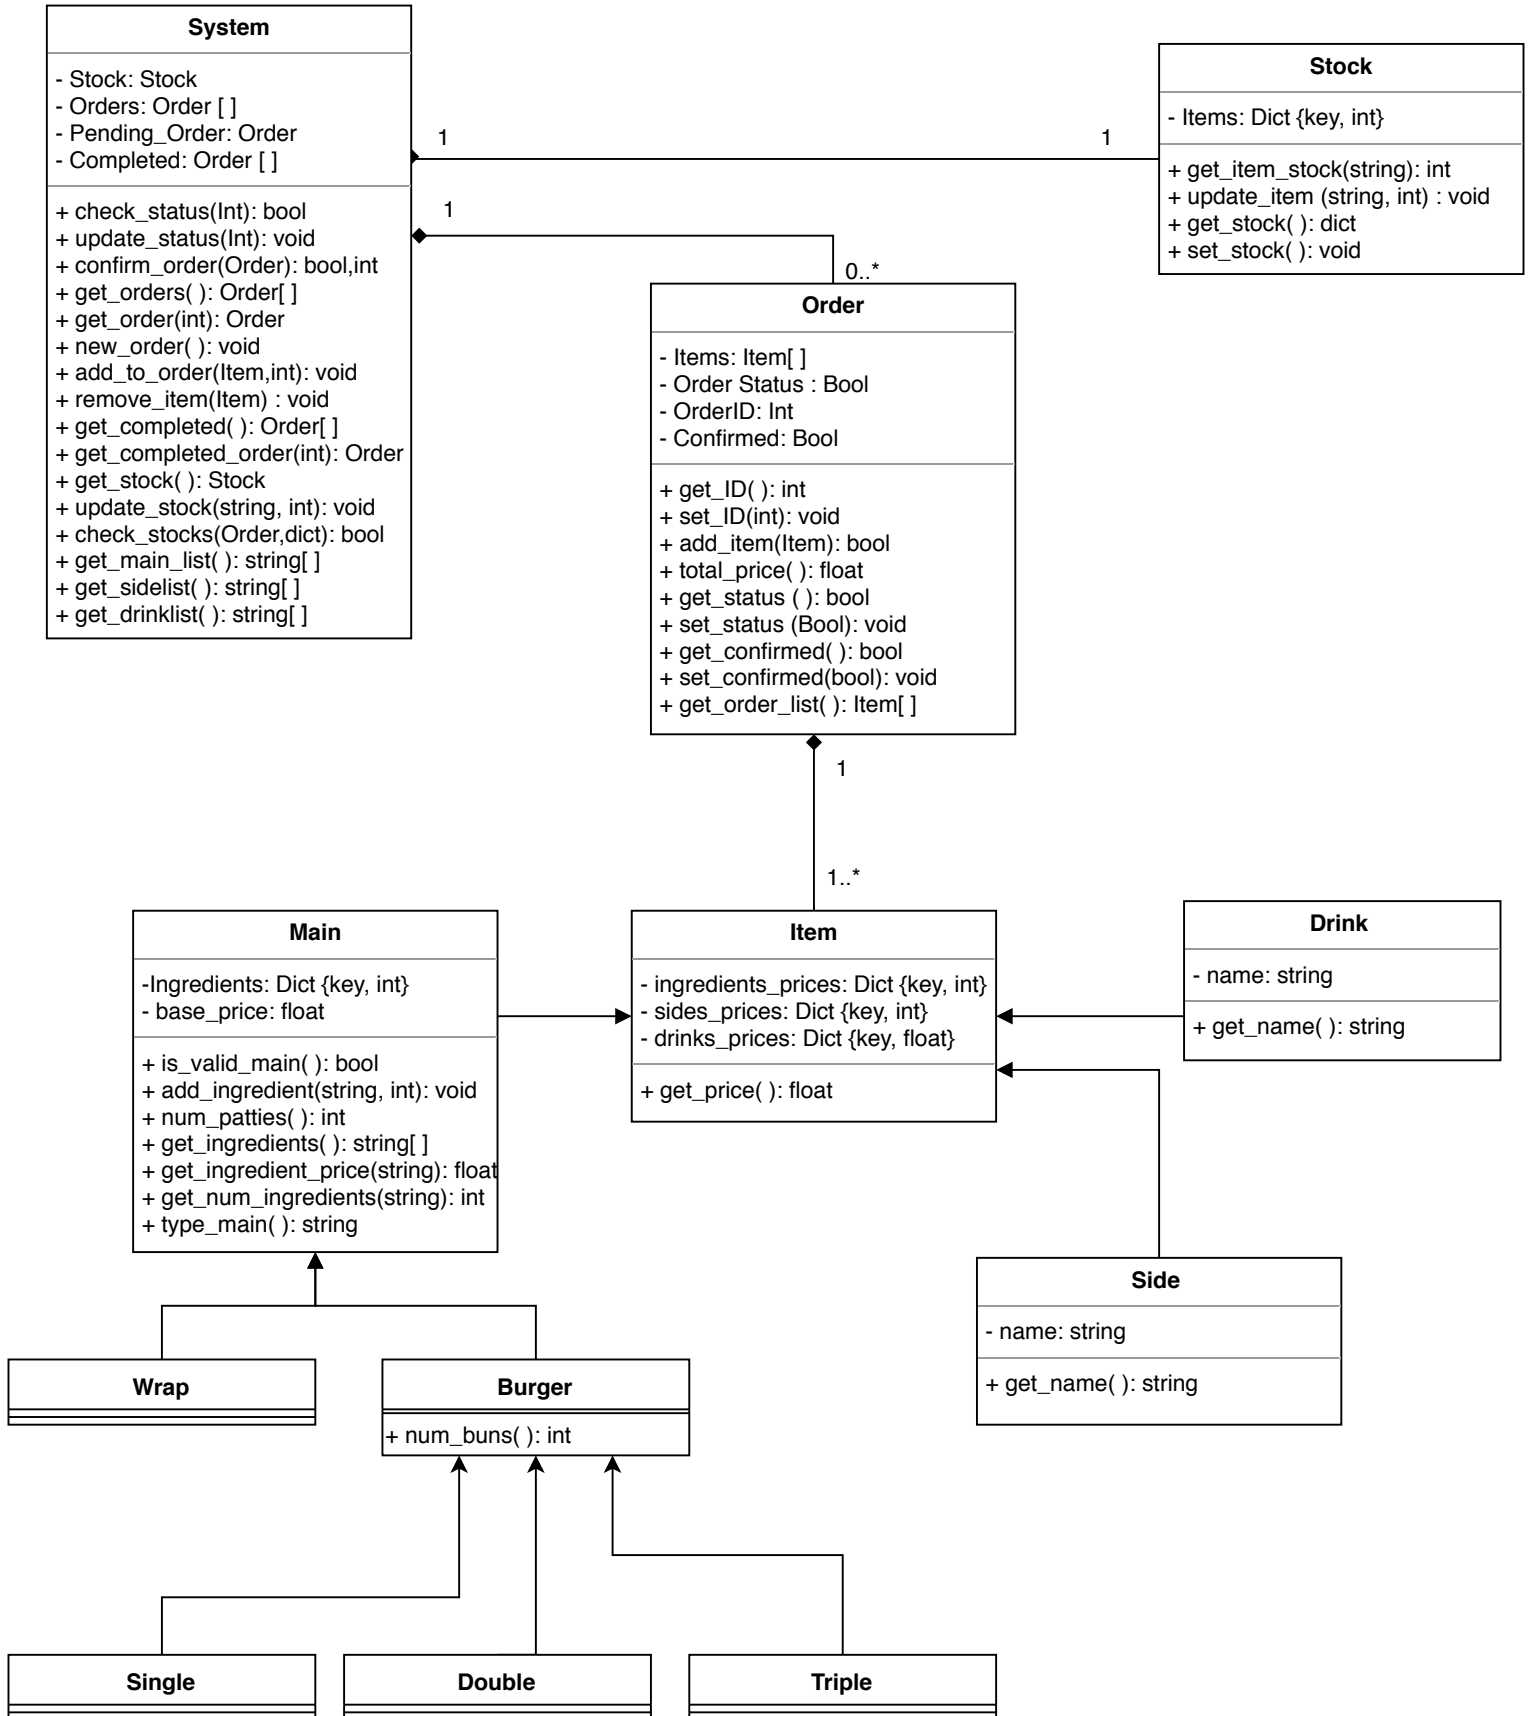 System
- Stock: Stock
- Orders: Order [ ]
- Pending_Order: Order
- Completed: Order [ ]
+ check_status(Int): bool
+ update_status(Int): void
+ confirm_order(Order): bool,int
+ get_orders( ): Order[ ]
+ get_order(int): Order
+ new_order( ): void
+ add_to_order(Item,int): void
+ remove_item(Item) : void
+ get_completed( ): Order[ ]
+ get_completed_order(int): Order
+ get_stock( ): Stock
+ update_stock(string, int): void
+ check_stocks(Order,dict): bool
+ get_main_list( ): string[ ]
+ get_sidelist( ): string[ ]
+ get_drinklist( ): string[ ]
1
1
Stock
- Items: Dict {key, int}
+ get_item_stock(string): int
+ update_item (string, int) : void
+ get_stock( ): dict
+ set_stock( ): void
1
0..*
Order
- Items: Item[ ]
- Order Status : Bool
- OrderID: Int
- Confirmed: Bool
+ get_ID( ): int
+ set_ID(int): void
+ add_item(Item): bool
+ total_price( ): float
+ get_status ( ): bool
+ set_status (Bool): void
+ get_confirmed( ): bool
+ set_confirmed(bool): void
+ get_order_list( ): Item[ ]
1
1..*
Main
-Ingredients: Dict {key, int}
- base_price: float
+ is_valid_main( ): bool
+ add_ingredient(string, int): void
+ num_patties( ): int
+ get_ingredients( ): string[ ]
+ get_ingredient_price(string): float
+ get_num_ingredients(string): int
+ type_main( ): string
Item
- ingredients_prices: Dict {key, int}
- sides_prices: Dict {key, int}
- drinks_prices: Dict {key, float}
+ get_price( ): float
Drink
- name: string
+ get_name( ): string
Side
- name: string
+ get_name( ): string
Wrap
Burger
+ num_buns( ): int
Single
Double
Triple